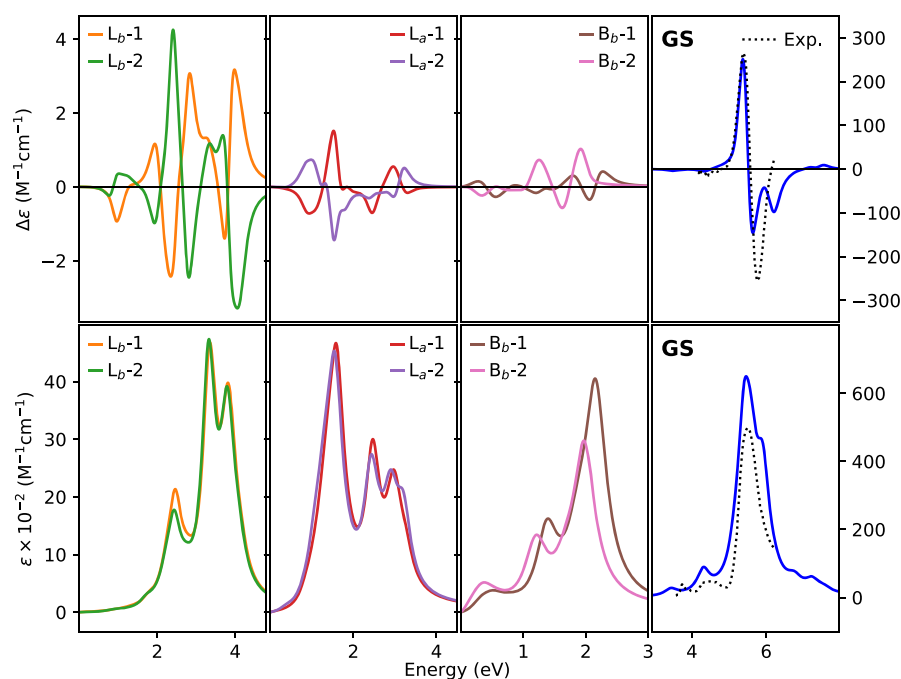 L_b-1
L_b-2
L_a-1
L_a-2
B_b-1
B_b-2
GS
Exp.
4
2
0
−2
300
200
100
0
−100
−200
−300
Δε (M⁻¹cm⁻¹)
L_b-1
L_b-2
L_a-1
L_a-2
B_b-1
B_b-2
GS
40
30
20
10
0
600
400
200
0
ε × 10⁻² (M⁻¹cm⁻¹)
2 4 2 4 1 2 3 4 6
Energy (eV)